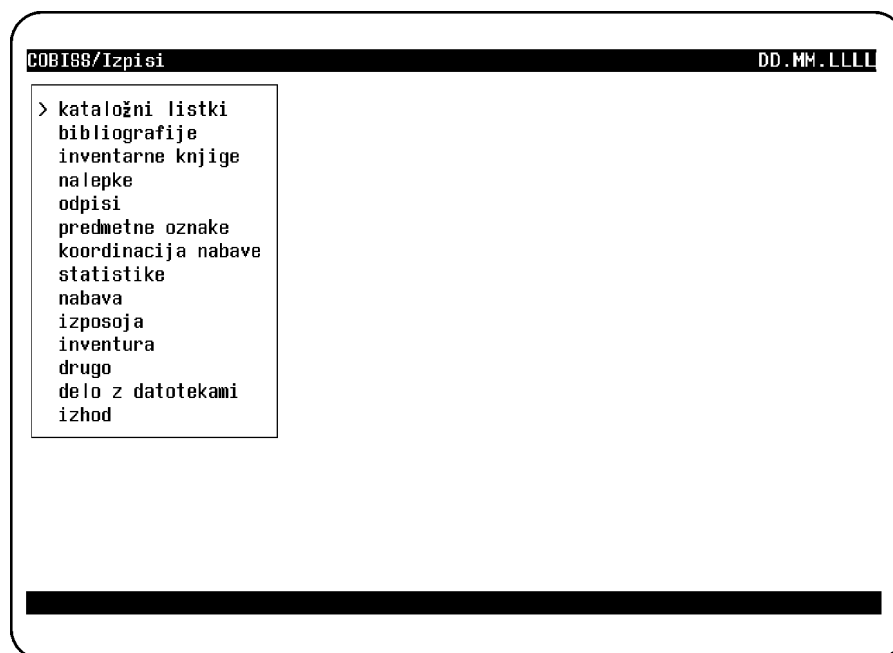 COBISS/Izpisi DD.MM.LLLL
> kataložni listki
bibliografije
inventarne knjige
nalepke
odpisi
predmetne oznake
koordinacija nabave
statistike
nabava
izposoja
inventura
drugo
delo z datotekami
izhod